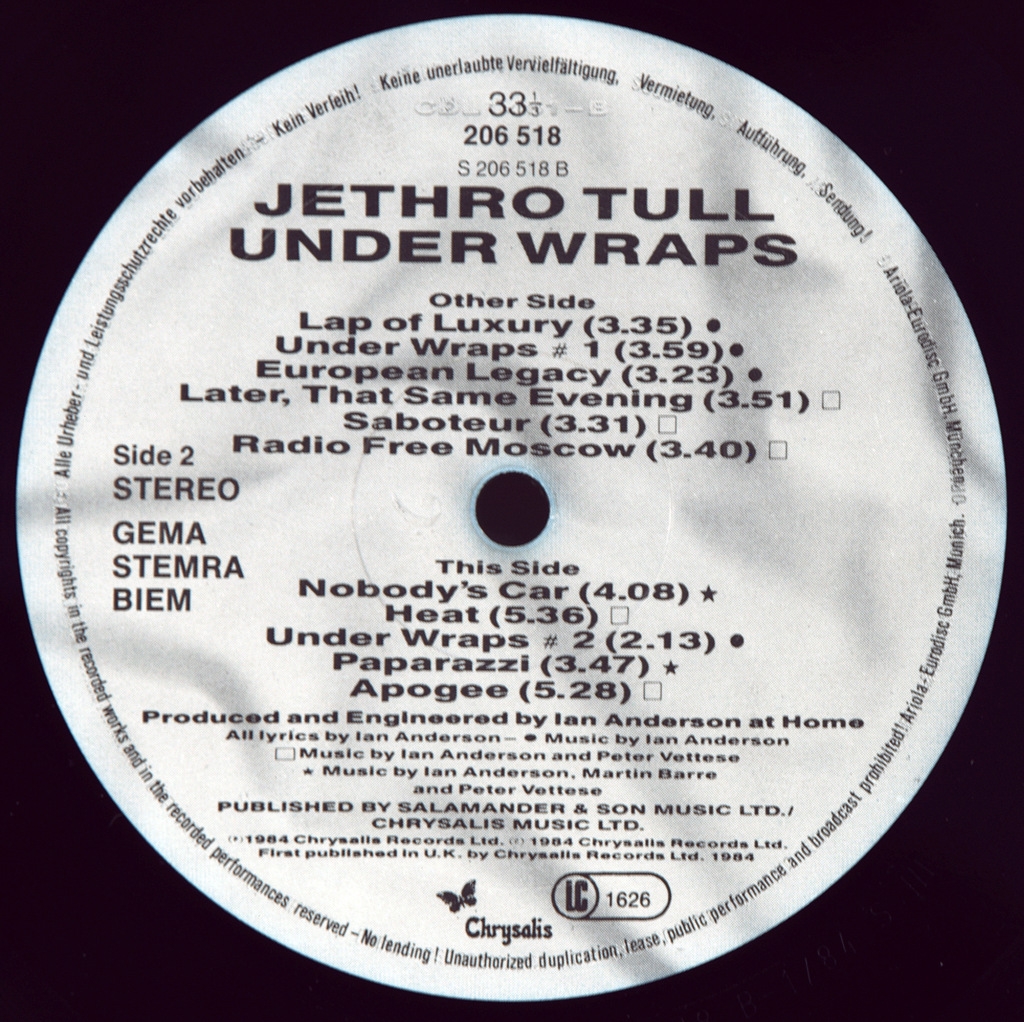 Alle Urheber- und Leistungsschutzrechte vorbehalten Kein Verleih! Keine unerlaubte Vervielfältigung, Vermietung, Aufführung, Sendung!
33⅓
206 518
S 206 518 B
JETHRO TULL
UNDER WRAPS
Other Side
Lap of Luxury (3.35) ●
Under Wraps # 1 (3.59) ●
European Legacy (3.23) ●
Later, That Same Evening (3.51) □
Saboteur (3.31) □
Radio Free Moscow (3.40) □
Side 2
STEREO
GEMA
STEMRA
BIEM
This Side
Nobody's Car (4.08) ★
Heat (5.36) □
Under Wraps # 2 (2.13) ●
Paparazzi (3.47) ★
Apogee (5.28) □
Produced and Engineered by Ian Anderson at Home
All lyrics by Ian Anderson – ● Music by Ian Anderson
□ Music by Ian Anderson and Peter Vettese
★ Music by Ian Anderson, Martin Barre
and Peter Vettese
PUBLISHED BY SALAMANDER & SON MUSIC LTD./
CHRYSALIS MUSIC LTD.
℗ 1984 Chrysalis Records Ltd. © 1984 Chrysalis Records Ltd.
First published in U.K. by Chrysalis Records Ltd. 1984
Chrysalis
LC 1626
Ariola-Eurodisc GmbH, München
All copyrights in the recorded works and in the recorded performances reserved – No lending! Unauthorized duplication, lease, public performance and broadcast prohibited! Ariola-Eurodisc GmbH, Munich.